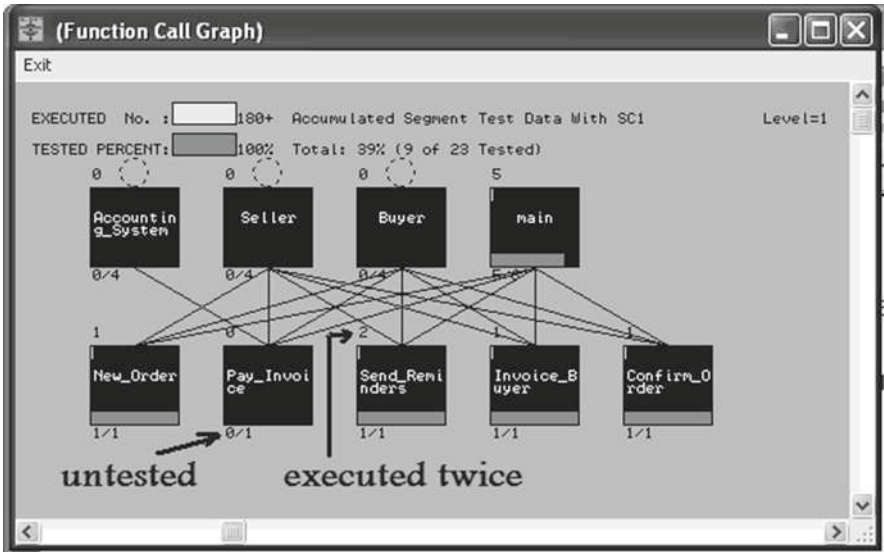 (Function Call Graph)
Exit
EXECUTED No. : 180+ Accumulated Segment Test Data With SC1 Level=1
TESTED PERCENT: 100% Total: 39% (9 of 23 Tested)
0 0 0 5
Accountin
g_System
Seller
Buyer
main
0/4 0/4 0/4
1 0 2 1 1
New_Order
Pay_Invoi
ce
Send_Remi
nders
Invoice_B
uyer
Confirm_O
rder
1/1 0/1 1/1 1/1 1/1
untested executed twice